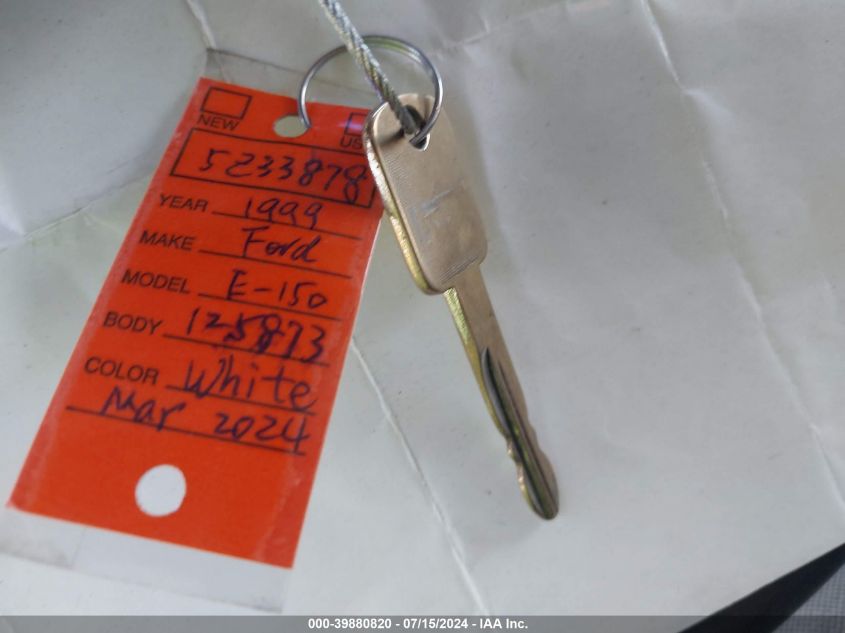 NEW
US
5233878
YEAR 1999
MAKE Ford
MODEL E-150
BODY 125873
COLOR White
Mar 2024
000-39880820 - 07/15/2024 - IAA Inc.